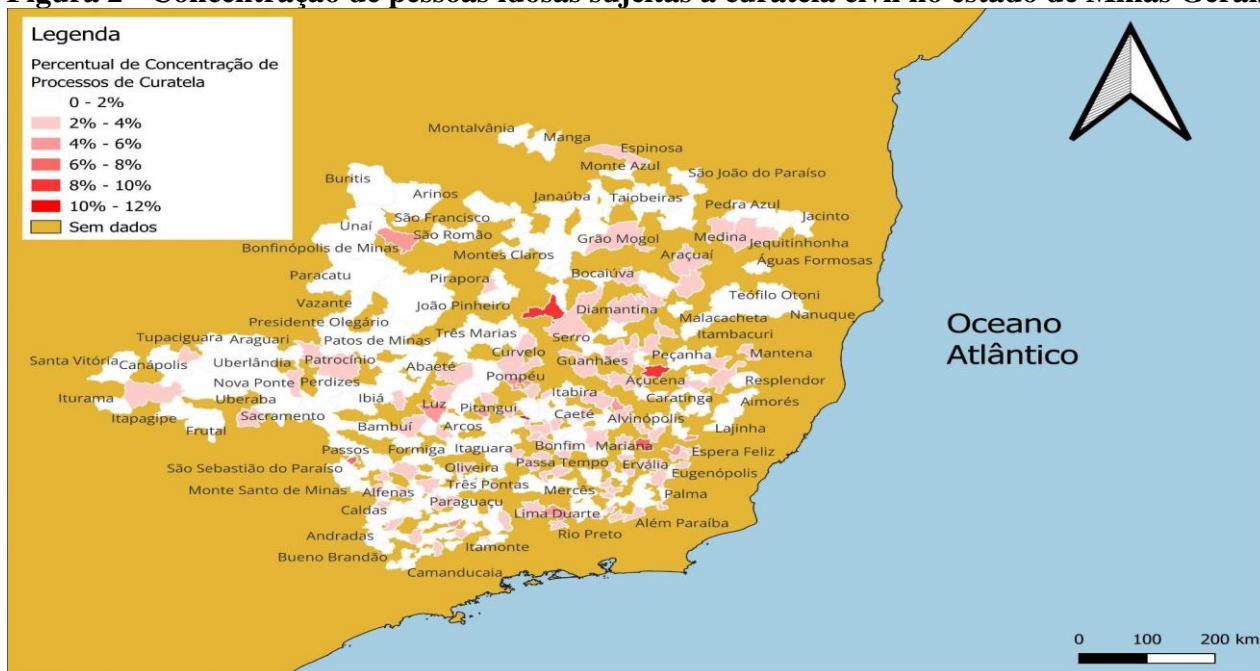 Figura 2 - Concentração de pessoas idosas sujeitas à curatela civil no estado de Minas Gerais
Legenda
Percentual de Concentração de
Processos de Curatela
0 - 2%
2% - 4%
4% - 6%
6% - 8%
8% - 10%
10% - 12%
Sem dados
Montalvânia
Manga
Espinosa
Monte Azul
São João do Paraíso
Buritis
Arinos
Janaúba
Taiobeiras
Pedra Azul
Jacinto
São Francisco
Unaí
São Romão
Grão Mogol
Medina
Jequitinhonha
Bonfinópolis de Minas
Montes Claros
Araçuaí
Águas Formosas
Paracatu
Pirapora
Bocaiúva
Teófilo Otoni
Vazante
João Pinheiro
Diamantina
Malacacheta
Nanuque
Presidente Olegário
Três Marias
Serro
Itambacuri
Tupaciguara
Araguari
Patos de Minas
Curvelo
Guanhães
Peçanha
Mantena
Santa Vitória
Canápolis
Uberlândia
Patrocínio
Abaeté
Pompéu
Açucena
Resplendor
Iturama
Nova Ponte
Perdizes
Ibiá
Luz
Pitangui
Itabira
Caratinga
Aimorés
Itapagipe
Uberaba
Sacramento
Bambuí
Arcos
Caeté
Alvinópolis
Lajinha
Frutal
Passos
Formiga
Itaguara
Bonfim
Mariana
Espera Feliz
São Sebastião do Paraíso
Oliveira
Passa Tempo
Ervália
Eugenópolis
Monte Santo de Minas
Alfenas
Três Pontas
Mercês
Palma
Caldas
Paraguaçu
Lima Duarte
Além Paraíba
Andradas
Rio Preto
Bueno Brandão
Itamonte
Camanducaia
Oceano
Atlântico
0 100 200 km